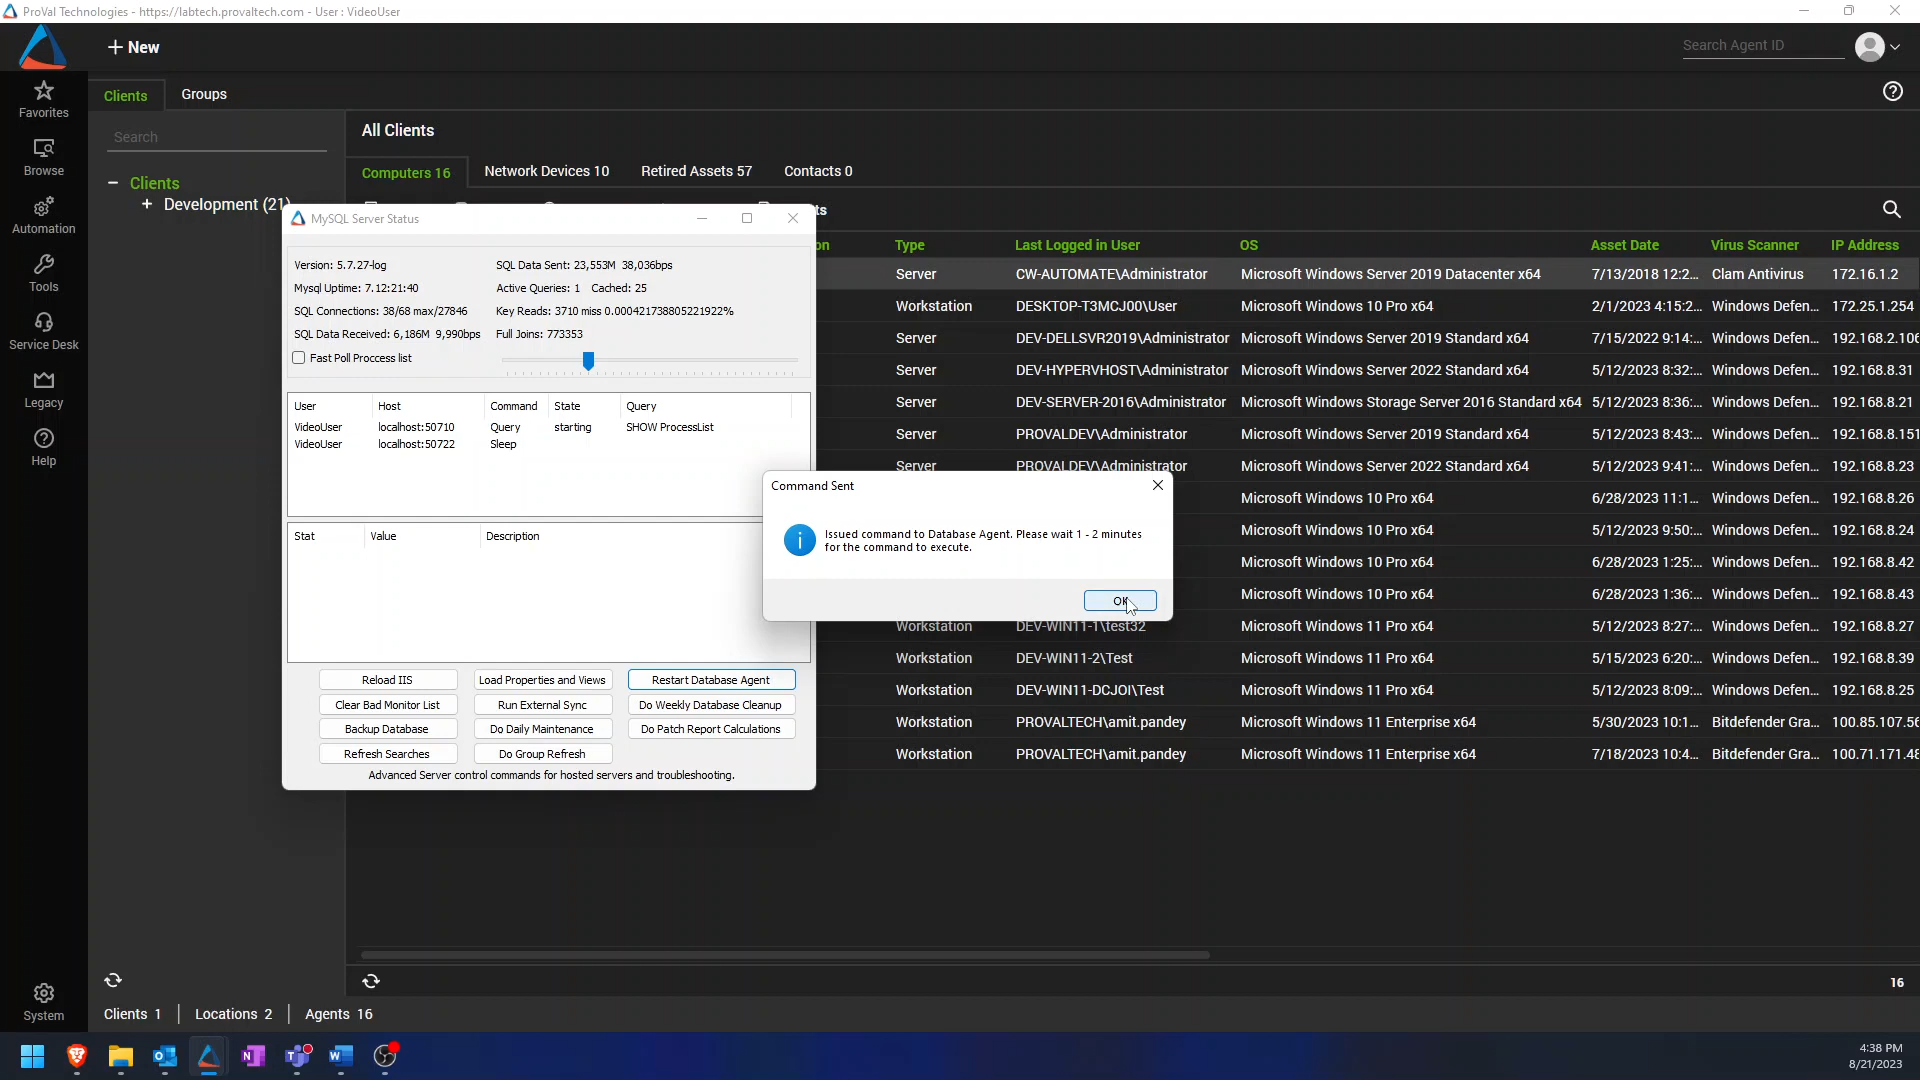 ProVal Technologies - https://labtech.provaltech.com - User : VideoUser
+ New
Search Agent ID
Favorites
Browse
Automation
Tools
Service Desk
Legacy
Help
System
Clients
Groups
Search
Clients
Development (21)
All Clients
Computers 16
Network Devices 10
Retired Assets 57
Contacts 0
Type
Last Logged in User
OS
Asset Date
Virus Scanner
IP Address
Server CW-AUTOMATE\Administrator Microsoft Windows Server 2019 Datacenter x64 7/13/2018 12:2... Clam Antivirus 172.16.1.2
Workstation DESKTOP-T3MCJ00\User Microsoft Windows 10 Pro x64 2/1/2023 4:15:2... Windows Defen... 172.25.1.254
Server DEV-DELLSVR2019\Administrator Microsoft Windows Server 2019 Standard x64 7/15/2022 9:14:... Windows Defen... 192.168.2.106
Server DEV-HYPERVHOST\Administrator Microsoft Windows Server 2022 Standard x64 5/12/2023 8:32:... Windows Defen... 192.168.8.31
Server DEV-SERVER-2016\Administrator Microsoft Windows Storage Server 2016 Standard x64 5/12/2023 8:36:... Windows Defen... 192.168.8.21
Server PROVALDEV\Administrator Microsoft Windows Server 2019 Standard x64 5/12/2023 8:43:... Windows Defen... 192.168.8.151
Server PROVALDEV\Administrator Microsoft Windows Server 2022 Standard x64 5/12/2023 9:41:... Windows Defen... 192.168.8.23
Microsoft Windows 10 Pro x64 6/28/2023 11:1... Windows Defen... 192.168.8.26
Microsoft Windows 10 Pro x64 5/12/2023 9:50:... Windows Defen... 192.168.8.24
Microsoft Windows 10 Pro x64 6/28/2023 1:25:... Windows Defen... 192.168.8.42
Microsoft Windows 10 Pro x64 6/28/2023 1:36:... Windows Defen... 192.168.8.43
Workstation DEV-WIN11-1\test32 Microsoft Windows 11 Pro x64 5/12/2023 8:27:... Windows Defen... 192.168.8.27
Workstation DEV-WIN11-2\Test Microsoft Windows 11 Pro x64 5/15/2023 6:20:... Windows Defen... 192.168.8.39
Workstation DEV-WIN11-DCJOI\Test Microsoft Windows 11 Pro x64 5/12/2023 8:09:... Windows Defen... 192.168.8.25
Workstation PROVALTECH\amit.pandey Microsoft Windows 11 Enterprise x64 5/30/2023 10:1... Bitdefender Gra... 100.85.107.56
Workstation PROVALTECH\amit.pandey Microsoft Windows 11 Enterprise x64 7/18/2023 10:4... Bitdefender Gra... 100.71.171.48
MySQL Server Status
Version: 5.7.27-log
SQL Data Sent: 23,553M 38,036bps
Mysql Uptime: 7.12:21:40
Active Queries: 1 Cached: 25
SQL Connections: 38/68 max/27846
Key Reads: 3710 miss 0.000421738805221922%
SQL Data Received: 6,186M 9,990bps
Full Joins: 773353
Fast Poll Proccess list
User Host Command State Query
VideoUser localhost:50710 Query starting SHOW ProcessList
VideoUser localhost:50722 Sleep
Stat Value Description
Reload IIS
Load Properties and Views
Restart Database Agent
Clear Bad Monitor List
Run External Sync
Do Weekly Database Cleanup
Backup Database
Do Daily Maintenance
Do Patch Report Calculations
Refresh Searches
Do Group Refresh
Advanced Server control commands for hosted servers and troubleshooting.
Command Sent
Issued command to Database Agent. Please wait 1 - 2 minutes
for the command to execute.
OK
16
Clients 1
Locations 2
Agents 16
4:38 PM
8/21/2023